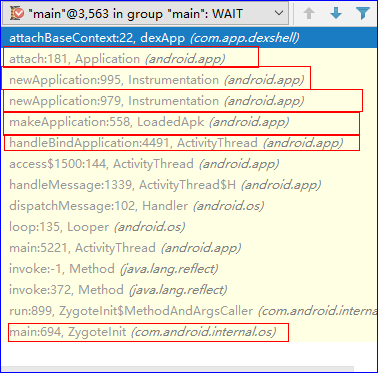 "main"@3,563 in group "main": WAIT
attachBaseContext:22, dexApp (com.app.dexshell)
attach:181, Application (android.app)
newApplication:995, Instrumentation (android.app)
newApplication:979, Instrumentation (android.app)
makeApplication:558, LoadedApk (android.app)
handleBindApplication:4491, ActivityThread (android.app)
access$1500:144, ActivityThread (android.app)
handleMessage:1339, ActivityThread$H (android.app)
dispatchMessage:102, Handler (android.os)
loop:135, Looper (android.os)
main:5221, ActivityThread (android.app)
invoke:-1, Method (java.lang.reflect)
invoke:372, Method (java.lang.reflect)
run:899, ZygoteInit$MethodAndArgsCaller (com.android.interna
main:694, ZygoteInit (com.android.internal.os)